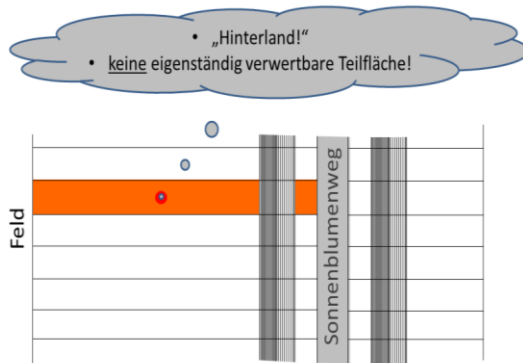 • „Hinterland!“
• keine eigenständig verwertbare Teilfläche!
Feld
Sonnenblumenweg